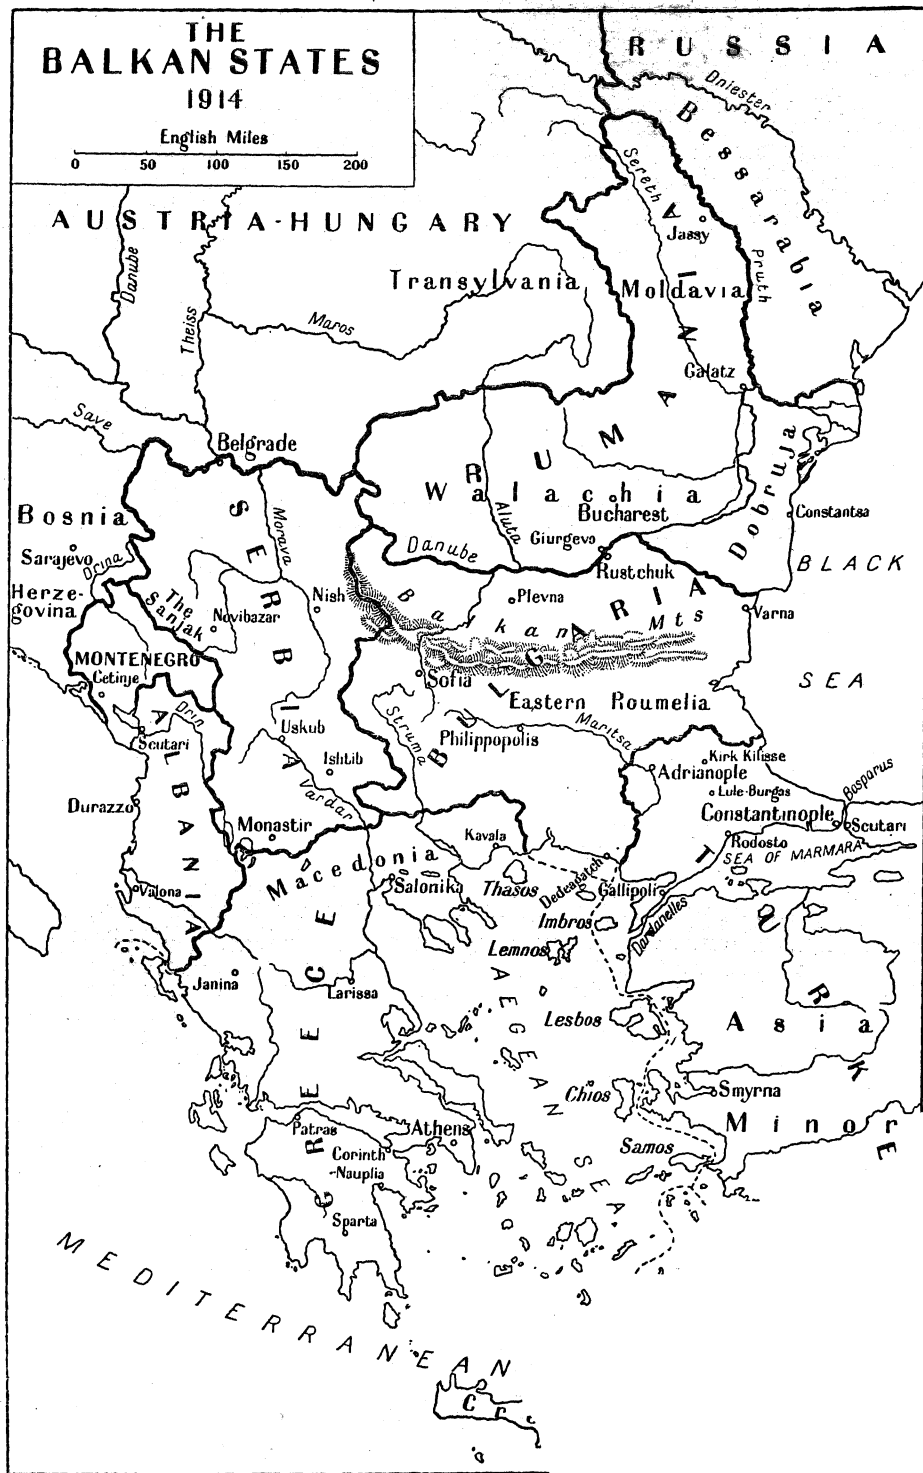 THE
BALKAN STATES
1914
English Miles
0 50 100 150 200
RUSSIA
Dniester
Bessarabia
AUSTRIA-HUNGARY
Sereth
Jassy
Pruth
Danube
Theiss
Transylvania
Moldavia
Maros
Galatz
RUMANIA
Save
Belgrade
Walachia
Dobruja
Bosnia
Morava
Aluta
Bucharest
Constantsa
Sarajevo
Drina
Danube
Giurgevo
Rustchuk
BLACK
SEA
Herze-
govina
The
Sanjak
Novibazar
Nish
SERBIA
Plevna
Balkan Mts
Varna
MONTENEGRO
Cetinje
Sofia
BULGARIA
Eastern Roumelia
Drin
Scutari
Uskub
Struma
Philippopolis
Maritsa
Ishtib
Vardar
Kirk Kilisse
Adrianople
Lule-Burgas
Bosparus
ALBANIA
Durazzo
Monastir
Kavala
Constantinople
Scutari
Rodosto
SEA OF MARMARA
Macedonia
Salonika
Thasos
Dedeagatch
Gallipoli
Valona
Imbros
Dardanelles
Lemnos
TURKE
Janina
Larissa
GREECE
AEGEAN SEA
Lesbos
Asia
Minor
Chios
Smyrna
Patras
Athens
Corinth
Nauplia
Samos
Sparta
MEDITERRANEAN
Cre